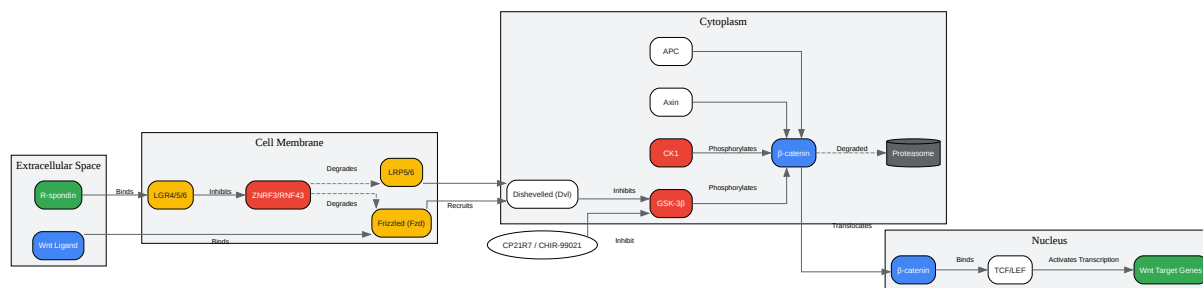 Cytoplasm
APC
Axin
CK1
Phosphorylates
β-catenin
Degraded
Proteasome
Phosphorylates
Cell Membrane
Extracellular Space
R-spondin
Binds
LGR4/5/6
Inhibits
ZNRF3/RNF43
Degrades
LRP5/6
Degrades
Frizzled (Fzd)
Recruits
Dishevelled (Dvl)
Inhibits
GSK-3β
Wnt Ligand
Binds
CP21R7 / CHIR-99021
Inhibit
Translocates
Nucleus
β-catenin
Binds
TCF/LEF
Activates Transcription
Wnt Target Genes